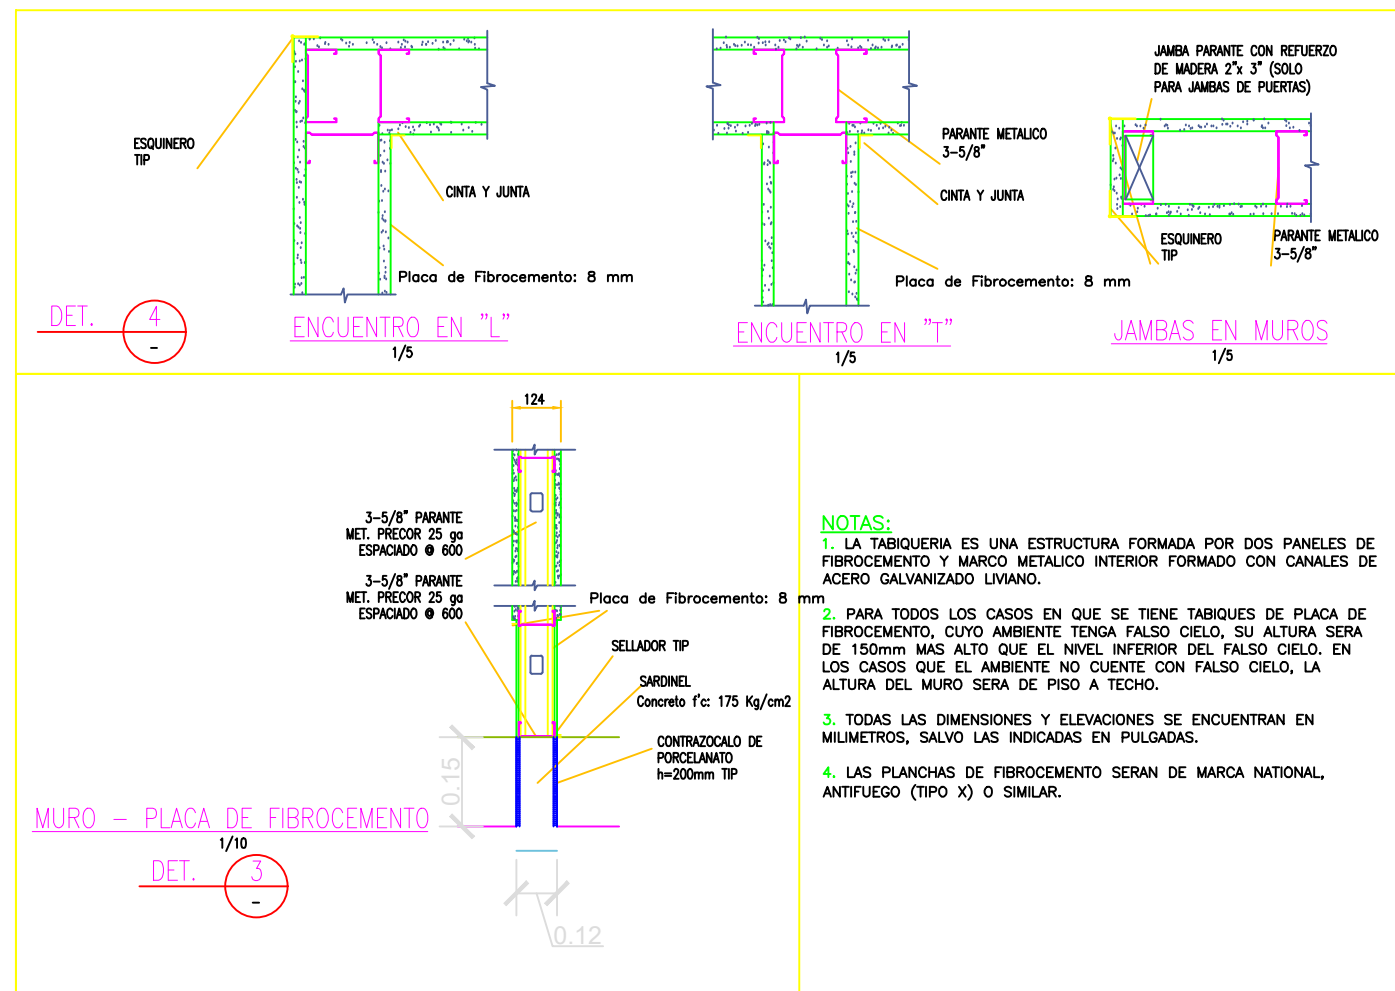 ESQUINERO
TIP
CINTA Y JUNTA
Placa de Fibrocemento: 8 mm
DET.
4
-
ENCUENTRO EN "L"
1/5
PARANTE METALICO
3-5/8"
CINTA Y JUNTA
Placa de Fibrocemento: 8 mm
ENCUENTRO EN "T"
1/5
JAMBA PARANTE CON REFUERZO
DE MADERA 2"x 3" (SOLO
PARA JAMBAS DE PUERTAS)
ESQUINERO
TIP
PARANTE METALICO
3-5/8"
JAMBAS EN MUROS
1/5
124
3-5/8" PARANTE
MET. PRECOR 25 ga
ESPACIADO @ 600
3-5/8" PARANTE
MET. PRECOR 25 ga
ESPACIADO @ 600
Placa de Fibrocemento: 8 mm
SELLADOR TIP
SARDINEL
Concreto f'c: 175 Kg/cm2
CONTRAZOCALO DE
PORCELANATO
h=200mm TIP
0.15
MURO - PLACA DE FIBROCEMENTO
1/10
DET.
3
-
0.12
NOTAS:
1. LA TABIQUERIA ES UNA ESTRUCTURA FORMADA POR DOS PANELES DE
FIBROCEMENTO Y MARCO METALICO INTERIOR FORMADO CON CANALES DE
ACERO GALVANIZADO LIVIANO.
2. PARA TODOS LOS CASOS EN QUE SE TIENE TABIQUES DE PLACA DE
FIBROCEMENTO, CUYO AMBIENTE TENGA FALSO CIELO, SU ALTURA SERA
DE 150mm MAS ALTO QUE EL NIVEL INFERIOR DEL FALSO CIELO. EN
LOS CASOS QUE EL AMBIENTE NO CUENTE CON FALSO CIELO, LA
ALTURA DEL MURO SERA DE PISO A TECHO.
3. TODAS LAS DIMENSIONES Y ELEVACIONES SE ENCUENTRAN EN
MILIMETROS, SALVO LAS INDICADAS EN PULGADAS.
4. LAS PLANCHAS DE FIBROCEMENTO SERAN DE MARCA NATIONAL,
ANTIFUEGO (TIPO X) O SIMILAR.